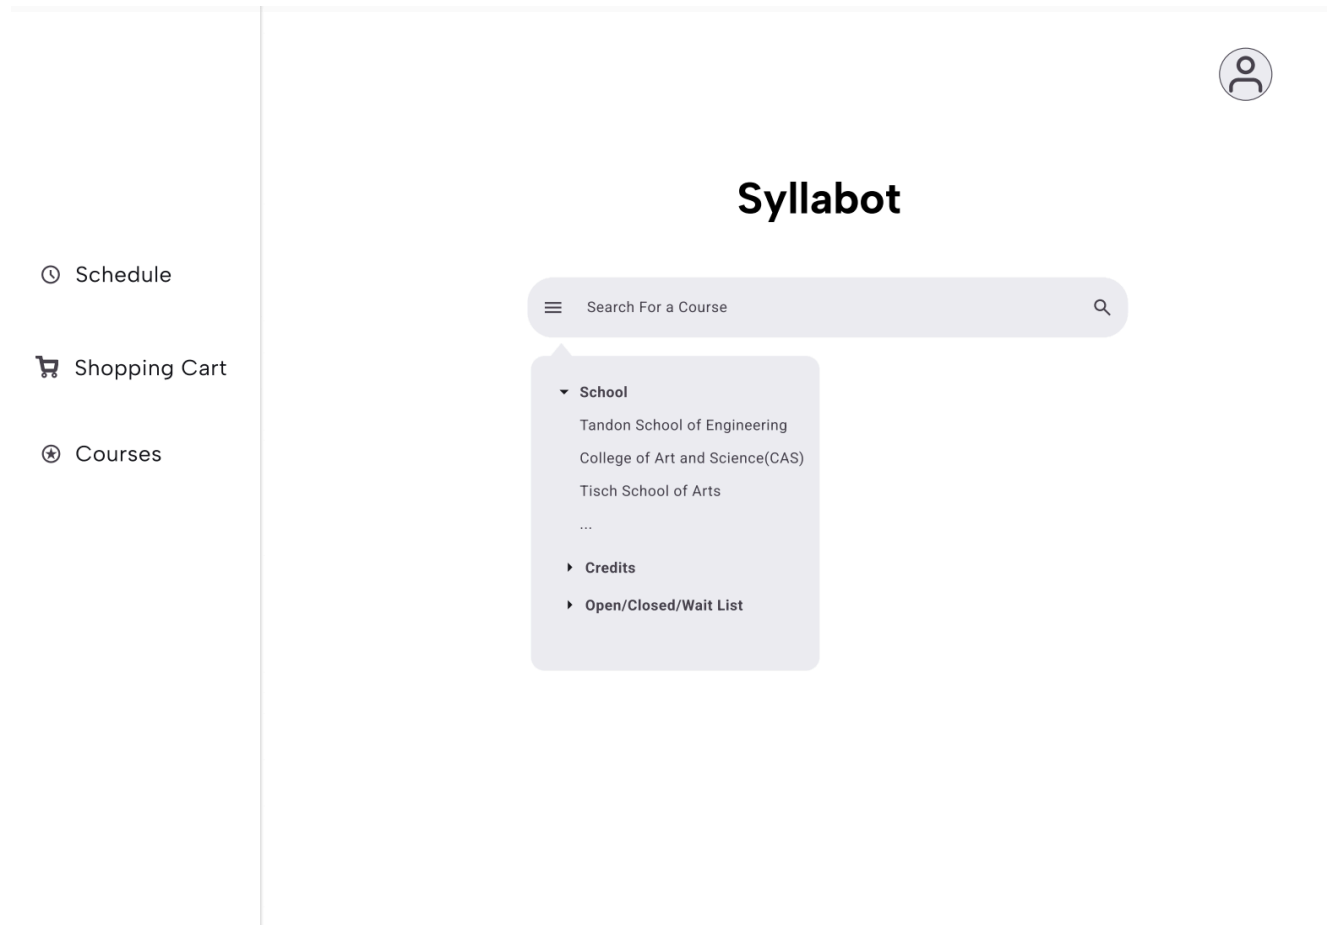 Syllabot
Schedule
Shopping Cart
Courses
Search For a Course
School
Tandon School of Engineering
College of Art and Science(CAS)
Tisch School of Arts
...
Credits
Open/Closed/Wait List